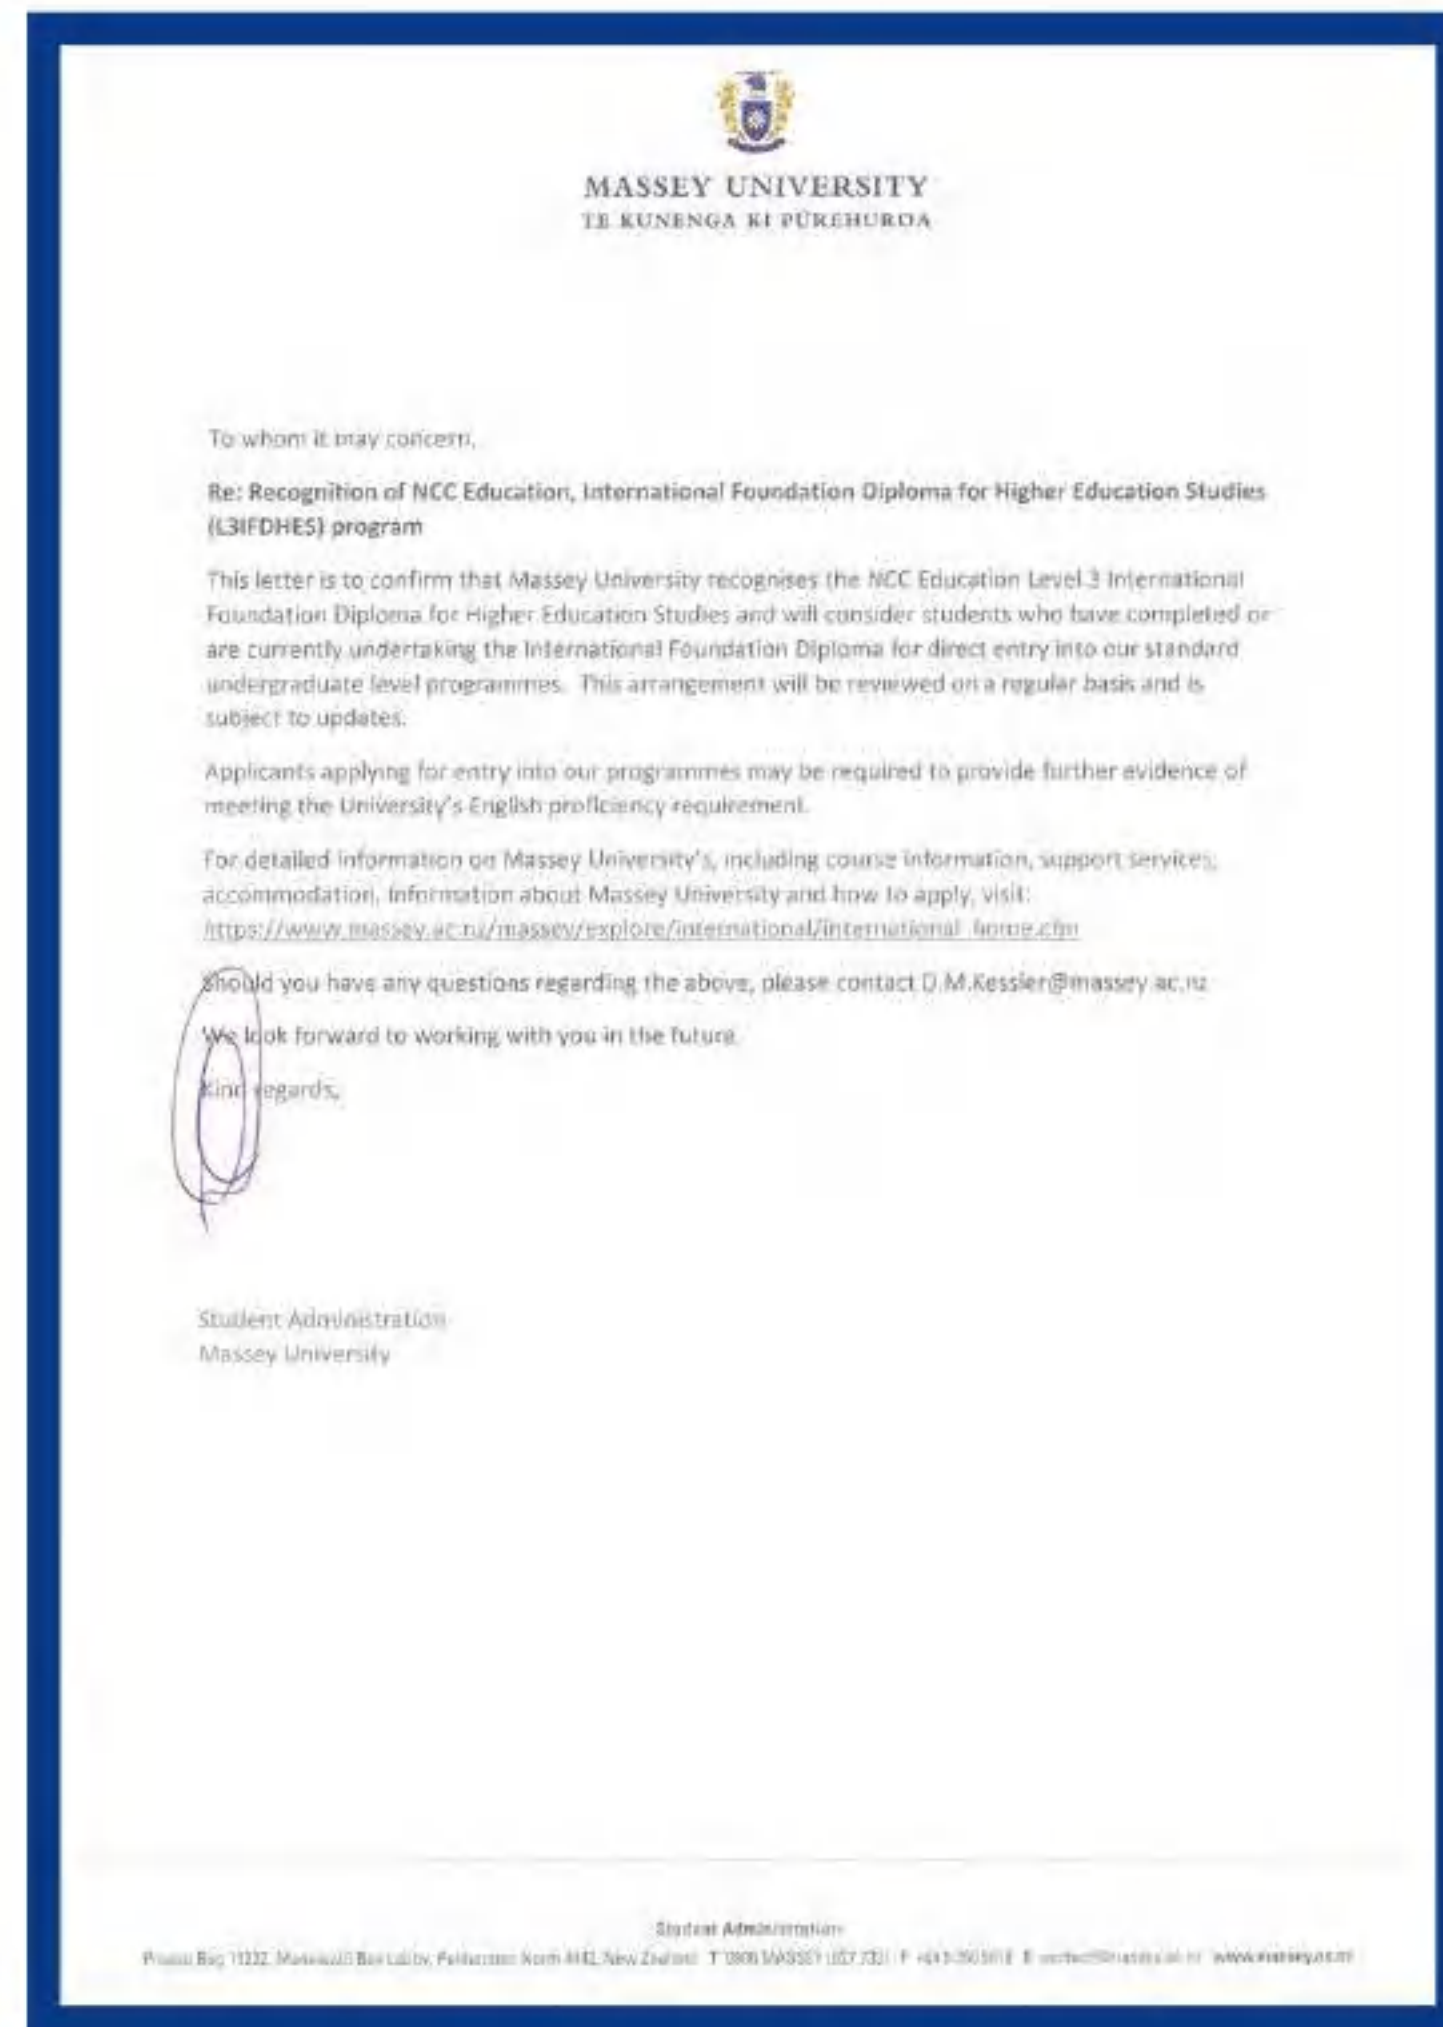 MASSEY UNIVERSITY
TE KUNENGA KI PŪREHUROA
To whom it may concern,
Re: Recognition of NCC Education, International Foundation Diploma for Higher Education Studies
(L3IFDHES) program
This letter is to confirm that Massey University recognises the NCC Education Level 3 International
Foundation Diploma for Higher Education Studies and will consider students who have completed or
are currently undertaking the International Foundation Diploma for direct entry into our standard
undergraduate level programmes. This arrangement will be reviewed on a regular basis and is
subject to updates.
Applicants applying for entry into our programmes may be required to provide further evidence of
meeting the University's English proficiency requirement.
For detailed information on Massey University's, including course information, support services,
accommodation, information about Massey University and how to apply, visit:
https://www.massey.ac.nz/massey/explore/international/international_home.cfm
Should you have any questions regarding the above, please contact D.M.Kessler@massey.ac.nz
We look forward to working with you in the future.
Kind regards,
Student Administration
Massey University
Student Administration
Private Bag 11222, Manawatū Palmerston North 4442, New Zealand T 0800 MASSEY www.massey.ac.nz